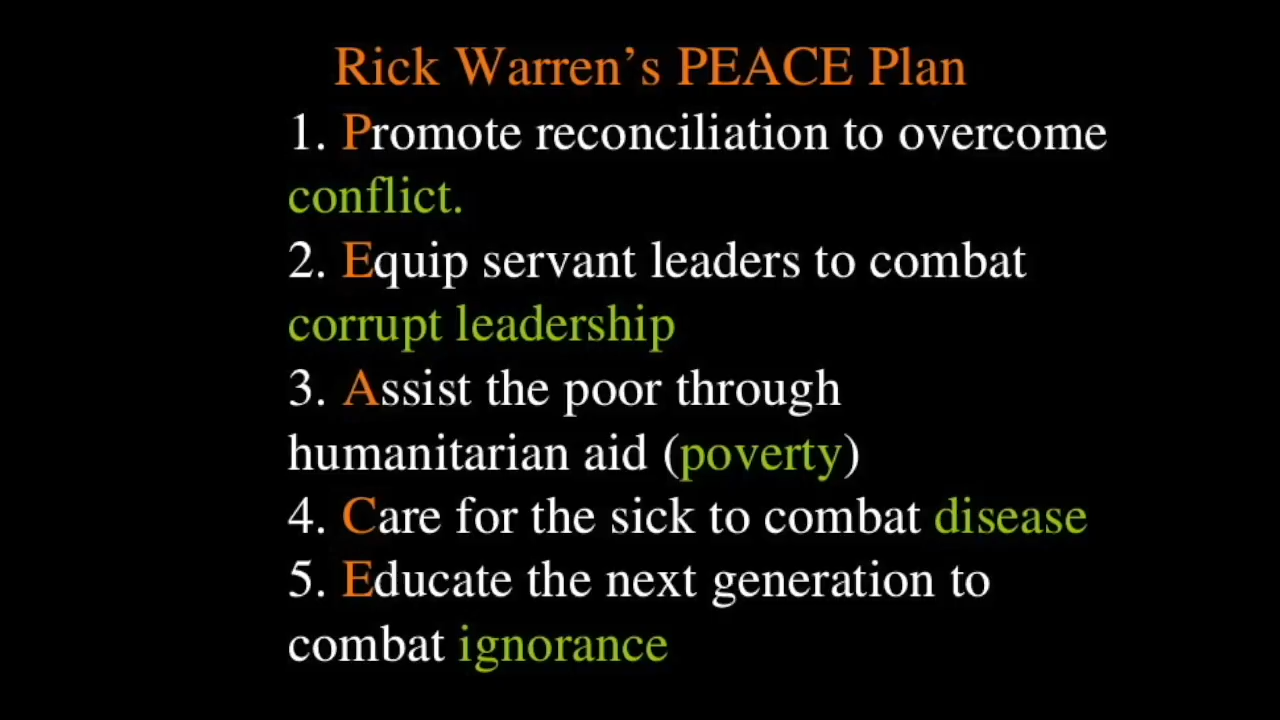 Rick Warren’s PEACE Plan
1. Promote reconciliation to overcome
conflict.
2. Equip servant leaders to combat
corrupt leadership
3. Assist the poor through
humanitarian aid (poverty)
4. Care for the sick to combat disease
5. Educate the next generation to
combat ignorance